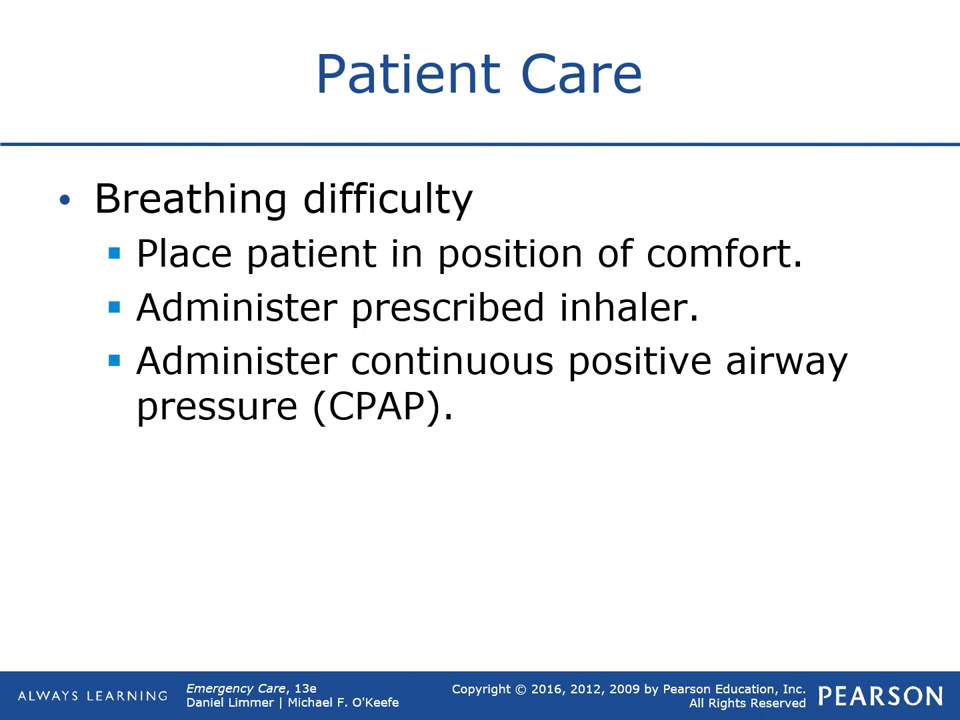 Patient Care
• Breathing difficulty
▪ Place patient in position of comfort.
▪ Administer prescribed inhaler.
▪ Administer continuous positive airway
pressure (CPAP).
ALWAYS LEARNING
Emergency Care, 13e
Daniel Limmer | Michael F. O'Keefe
Copyright © 2016, 2012, 2009 by Pearson Education, Inc.
All Rights Reserved
PEARSON